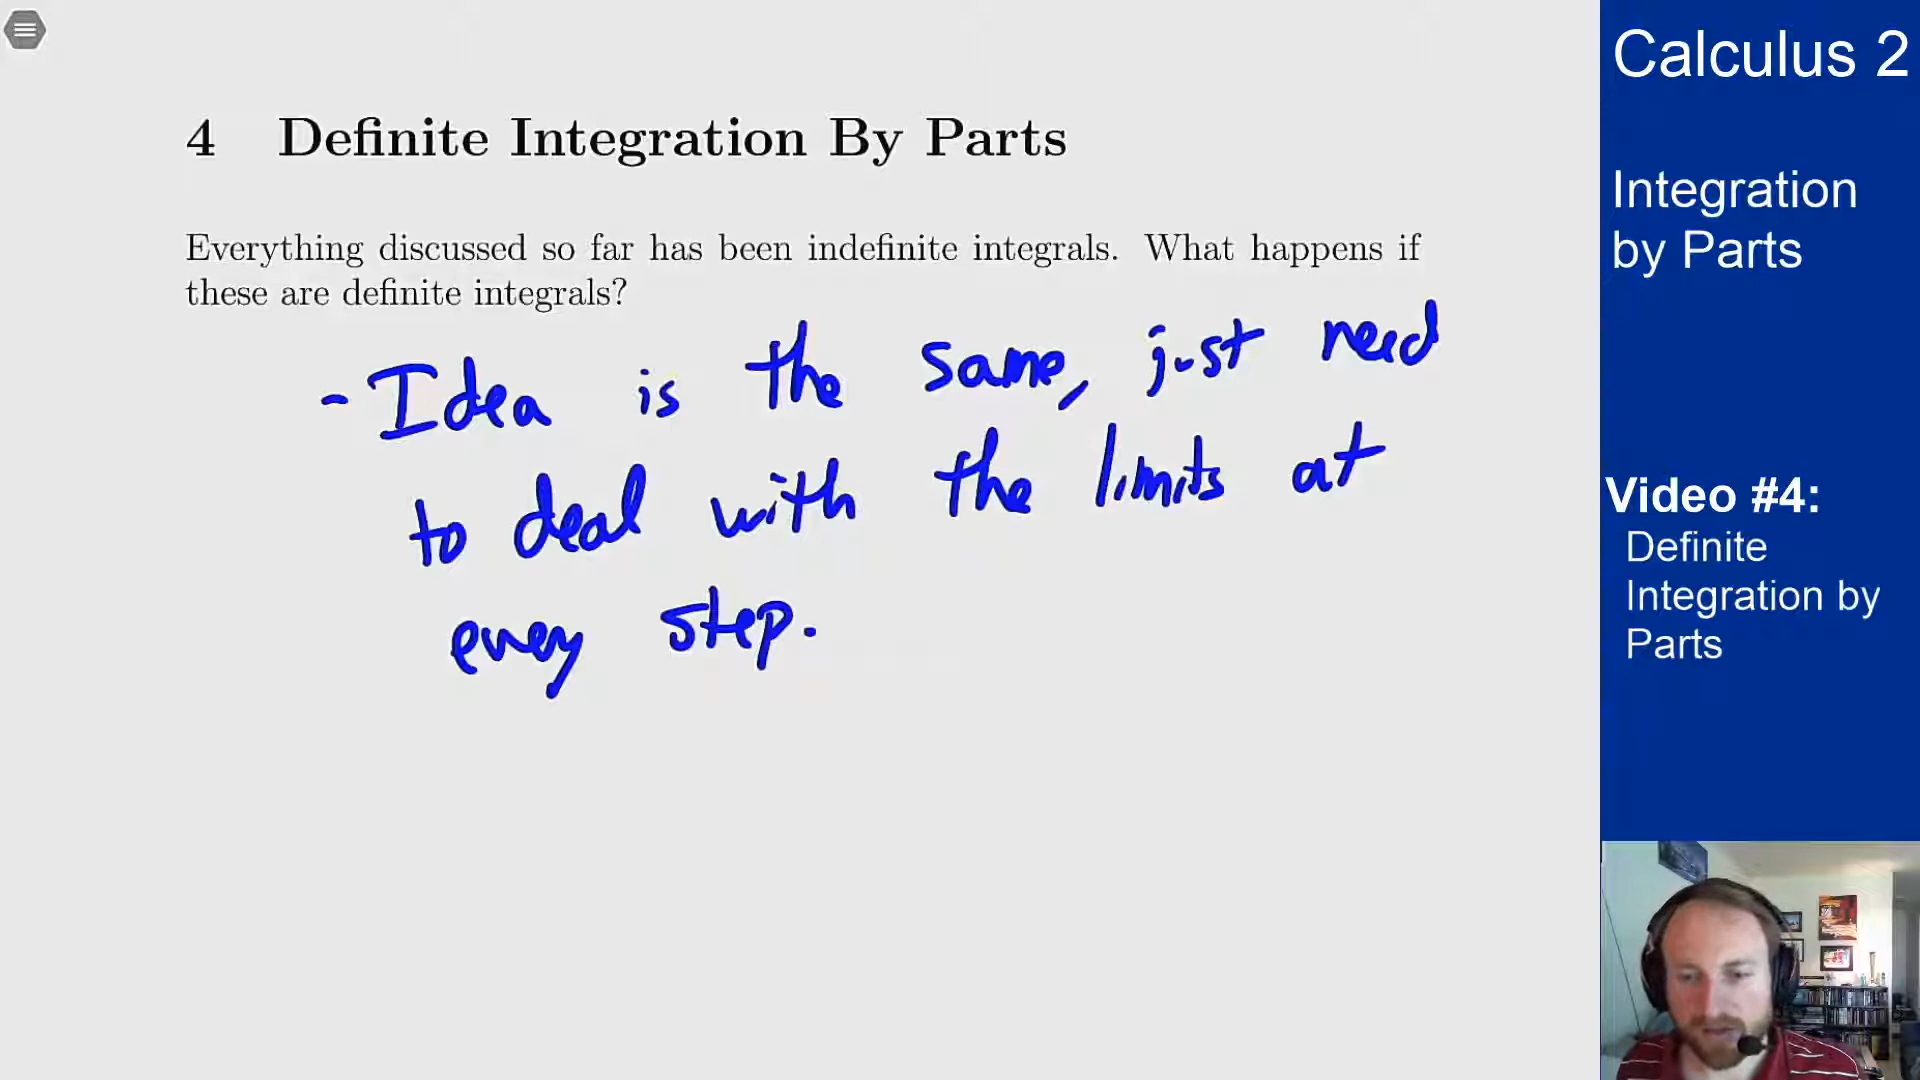 4 Definite Integration By Parts
Everything discussed so far has been indefinite integrals. What happens if
these are definite integrals?
- Idea is the same, just need
to deal with the limits at
every step.
Calculus 2
Integration
by Parts
Video #4:
Definite
Integration by
Parts